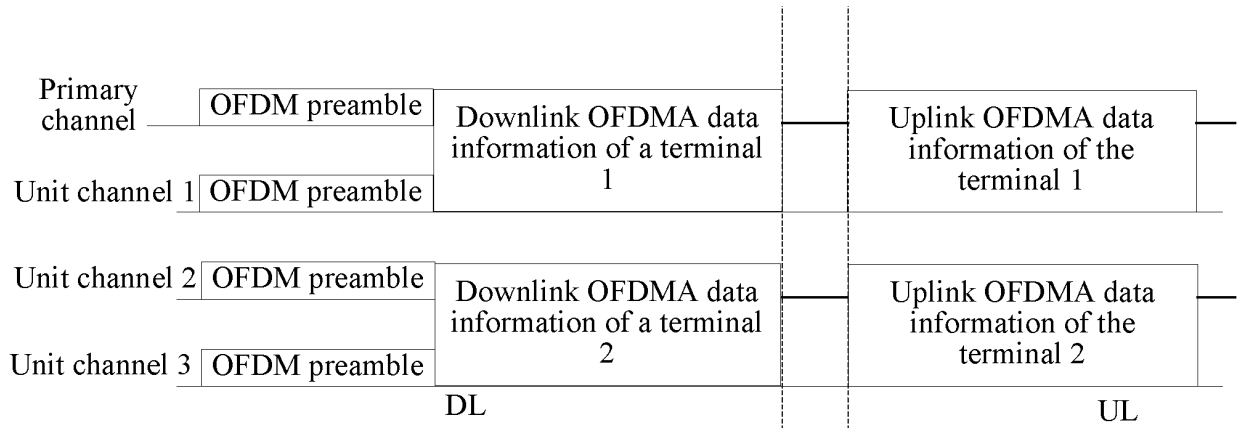 Primary
channel
OFDM preamble
Downlink OFDMA data
information of a terminal
1
Uplink OFDMA data
information of the
terminal 1
Unit channel 1
OFDM preamble
Unit channel 2
OFDM preamble
Downlink OFDMA data
information of a terminal
2
Uplink OFDMA data
information of the
terminal 2
Unit channel 3
OFDM preamble
DL
UL